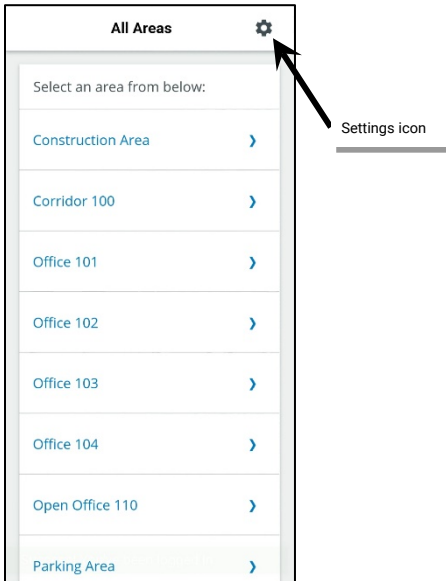 All Areas
Settings icon
Select an area from below:
Construction Area
Corridor 100
Office 101
Office 102
Office 103
Office 104
Open Office 110
Parking Area